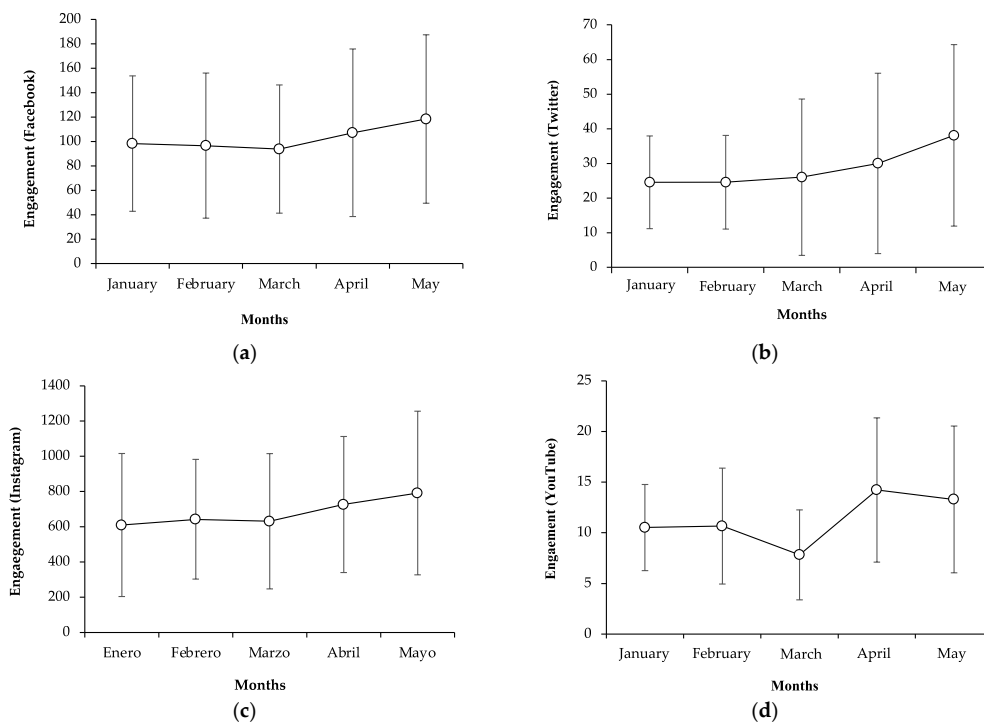 Engagement (Facebook)
200
180
160
140
120
100
80
60
40
20
0
January February March April May
Months
(a)
Engagement (Twitter)
70
60
50
40
30
20
10
0
January February March April May
Months
(b)
Engaegement (Instagram)
1400
1200
1000
800
600
400
200
0
Enero Febrero Marzo Abril Mayo
Months
(c)
Engaement (YouTube)
25
20
15
10
5
0
January February March April May
Months
(d)